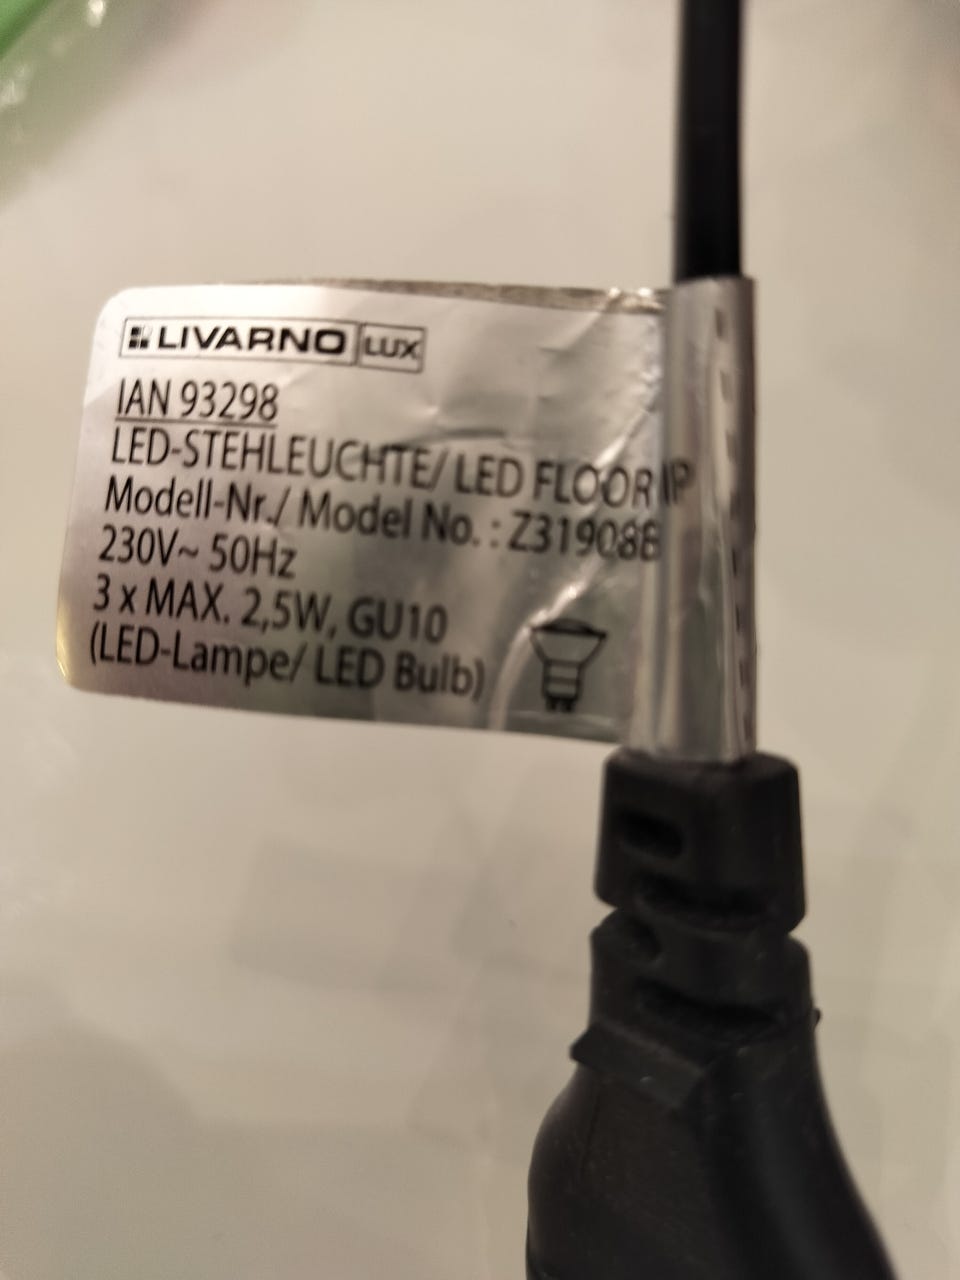 LIVARNO LUX
IAN 93298
LED-STEHLEUCHTE/ LED FLOOR
Modell-Nr./ Model No. : Z31908B
230V~ 50Hz
3 x MAX. 2,5W, GU10
(LED-Lampe/ LED Bulb)